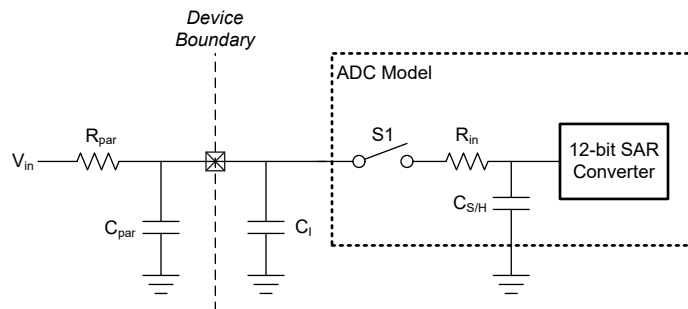 Device
Boundary
ADC Model
V_in
R_par
S1
R_in
12-bit SAR
Converter
C_par
C_I
C_S/H